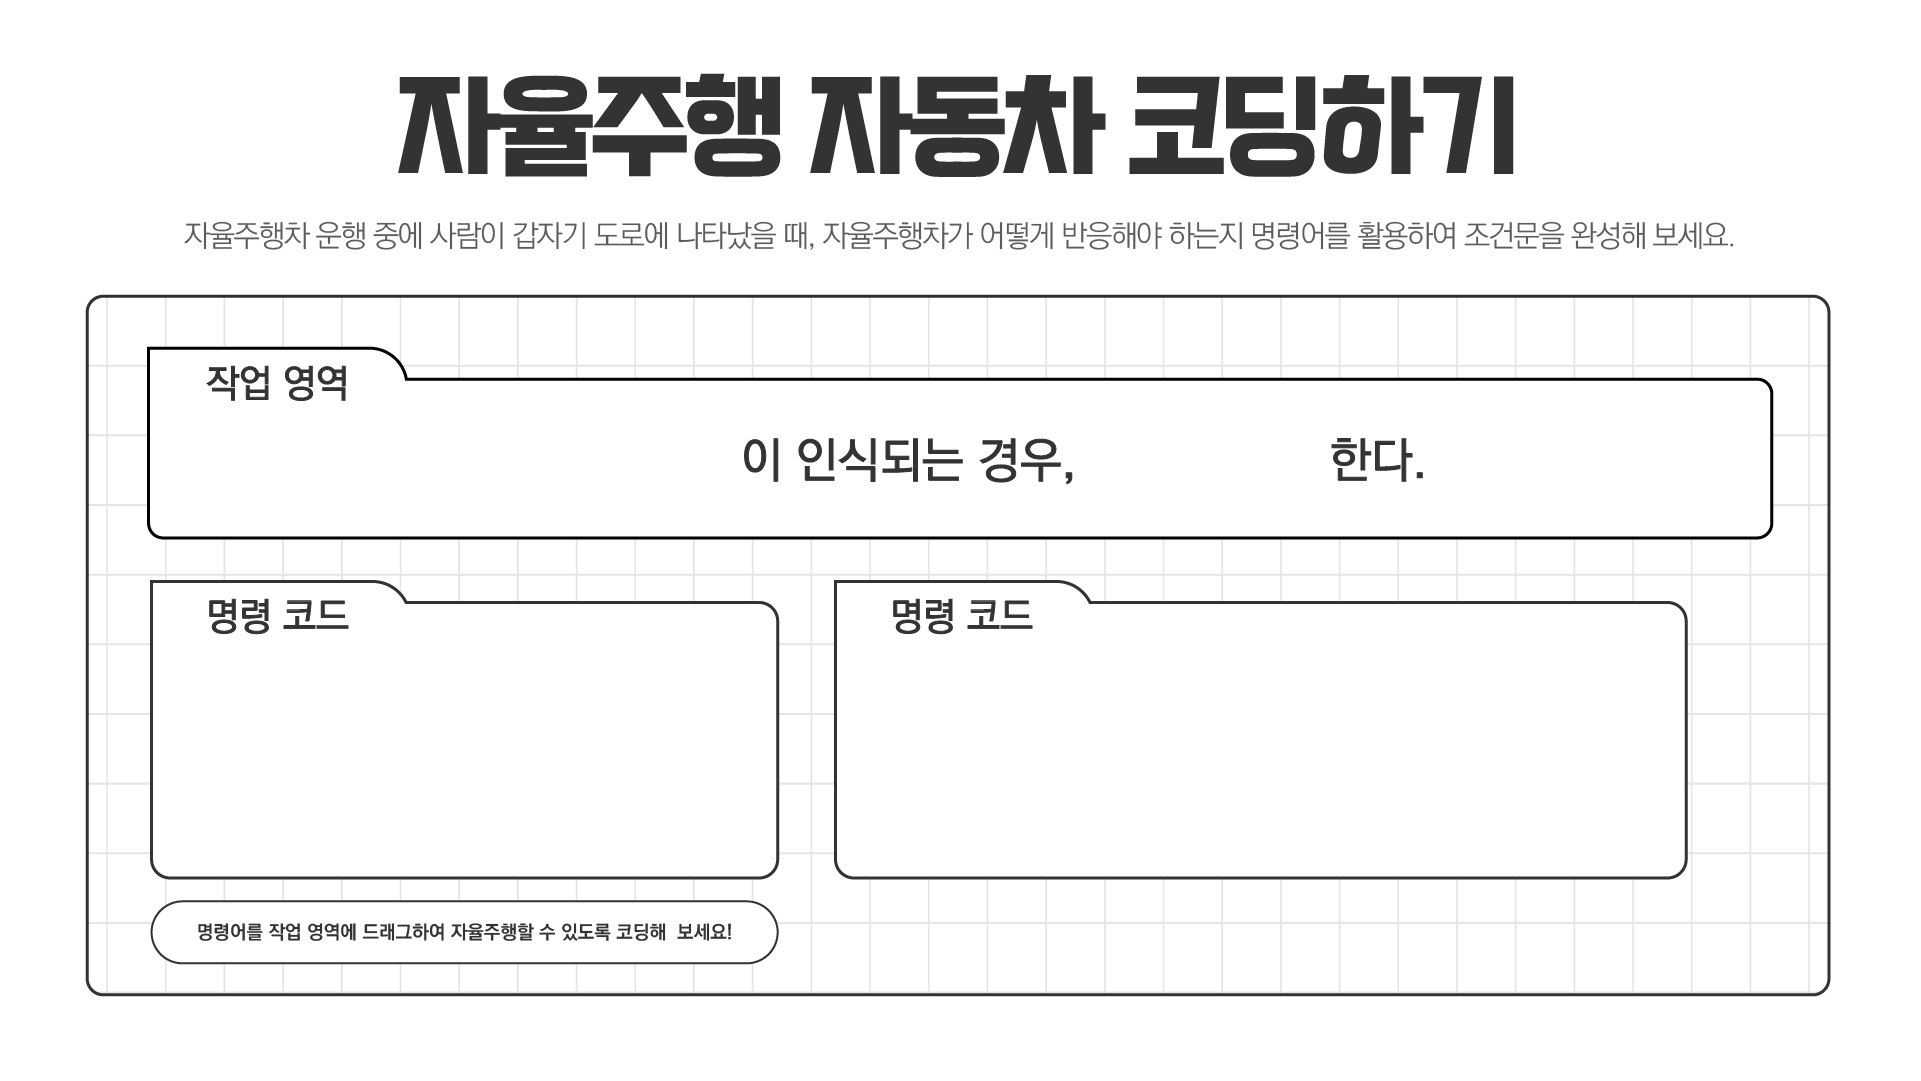 자율주행 자동차 코딩하기
자율주행차 운행 중에 사람이 갑자기 도로에 나타났을 때, 자율주행차가 어떻게 반응해야 하는지 명령어를 활용하여 조건문을 완성해 보세요.
작업 영역
이 인식되는 경우, 한다.
명령 코드
명령 코드
명령어를 작업 영역에 드래그하여 자율주행할 수 있도록 코딩해 보세요!